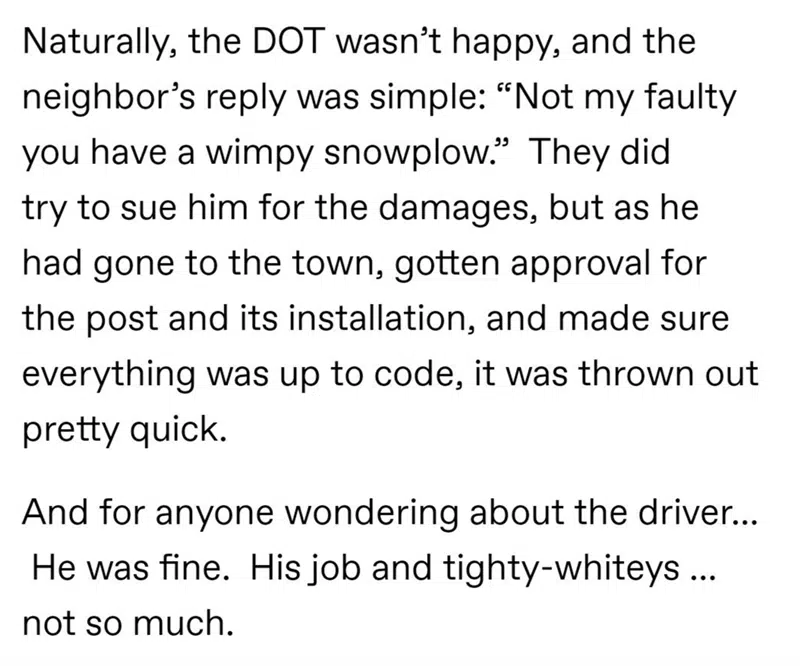 Naturally, the DOT wasn’t happy, and the
neighbor’s reply was simple: “Not my faulty
you have a wimpy snowplow.”  They did
try to sue him for the damages, but as he
had gone to the town, gotten approval for
the post and its installation, and made sure
everything was up to code, it was thrown out
pretty quick.
And for anyone wondering about the driver...
He was fine.  His job and tighty-whiteys ...
not so much.